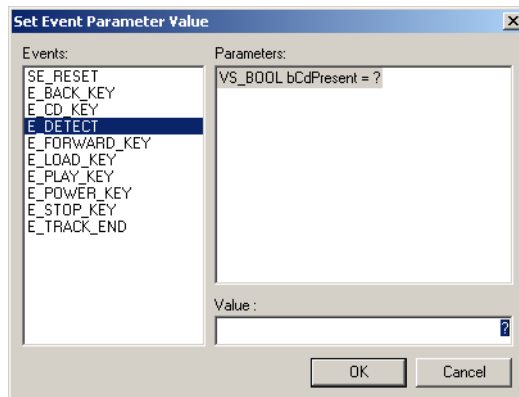 Set Event Parameter Value
Events:
SE_RESET
E_BACK_KEY
E_CD_KEY
E_DETECT
E_FORWARD_KEY
E_LOAD_KEY
E_PLAY_KEY
E_POWER_KEY
E_STOP_KEY
E_TRACK_END
Parameters:
VS_BOOL bCdPresent = ?
Value :
?
OK
Cancel